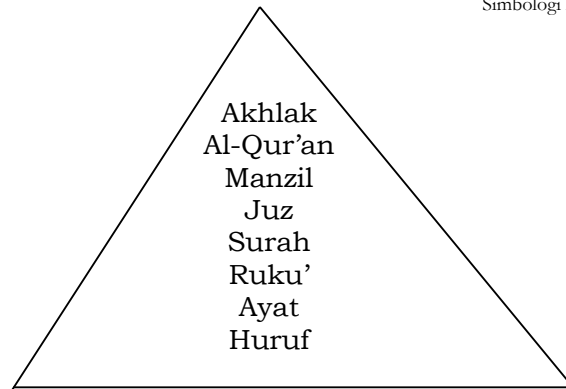 Simbologi
Akhlak
Al-Qur’an
Manzil
Juz
Surah
Ruku’
Ayat
Huruf